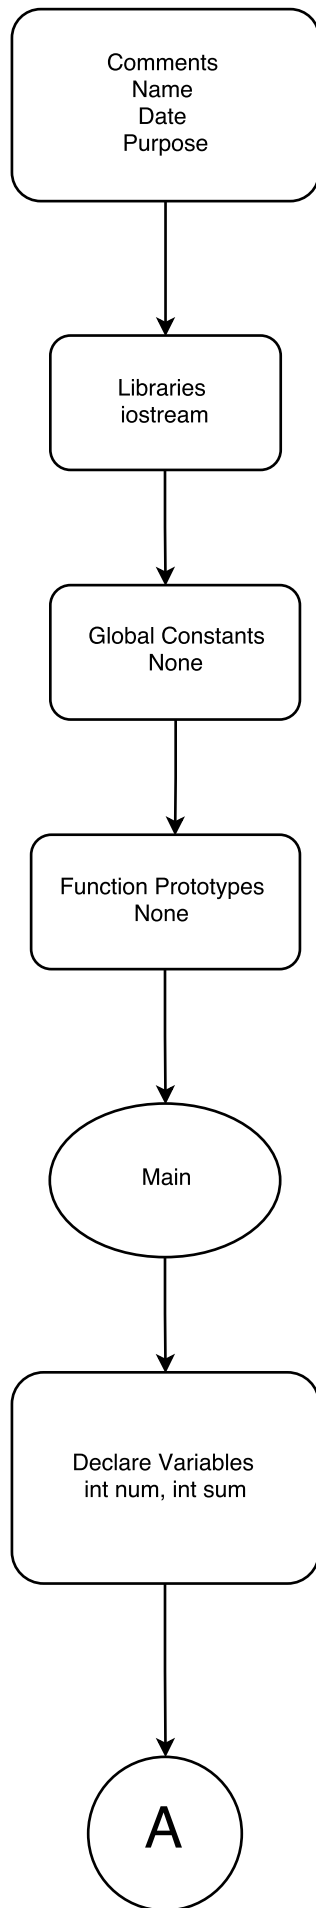 Comments
Name
Date
Purpose
Libraries
iostream
Global Constants
None
Function Prototypes
None
Main
Declare Variables
int num, int sum
A